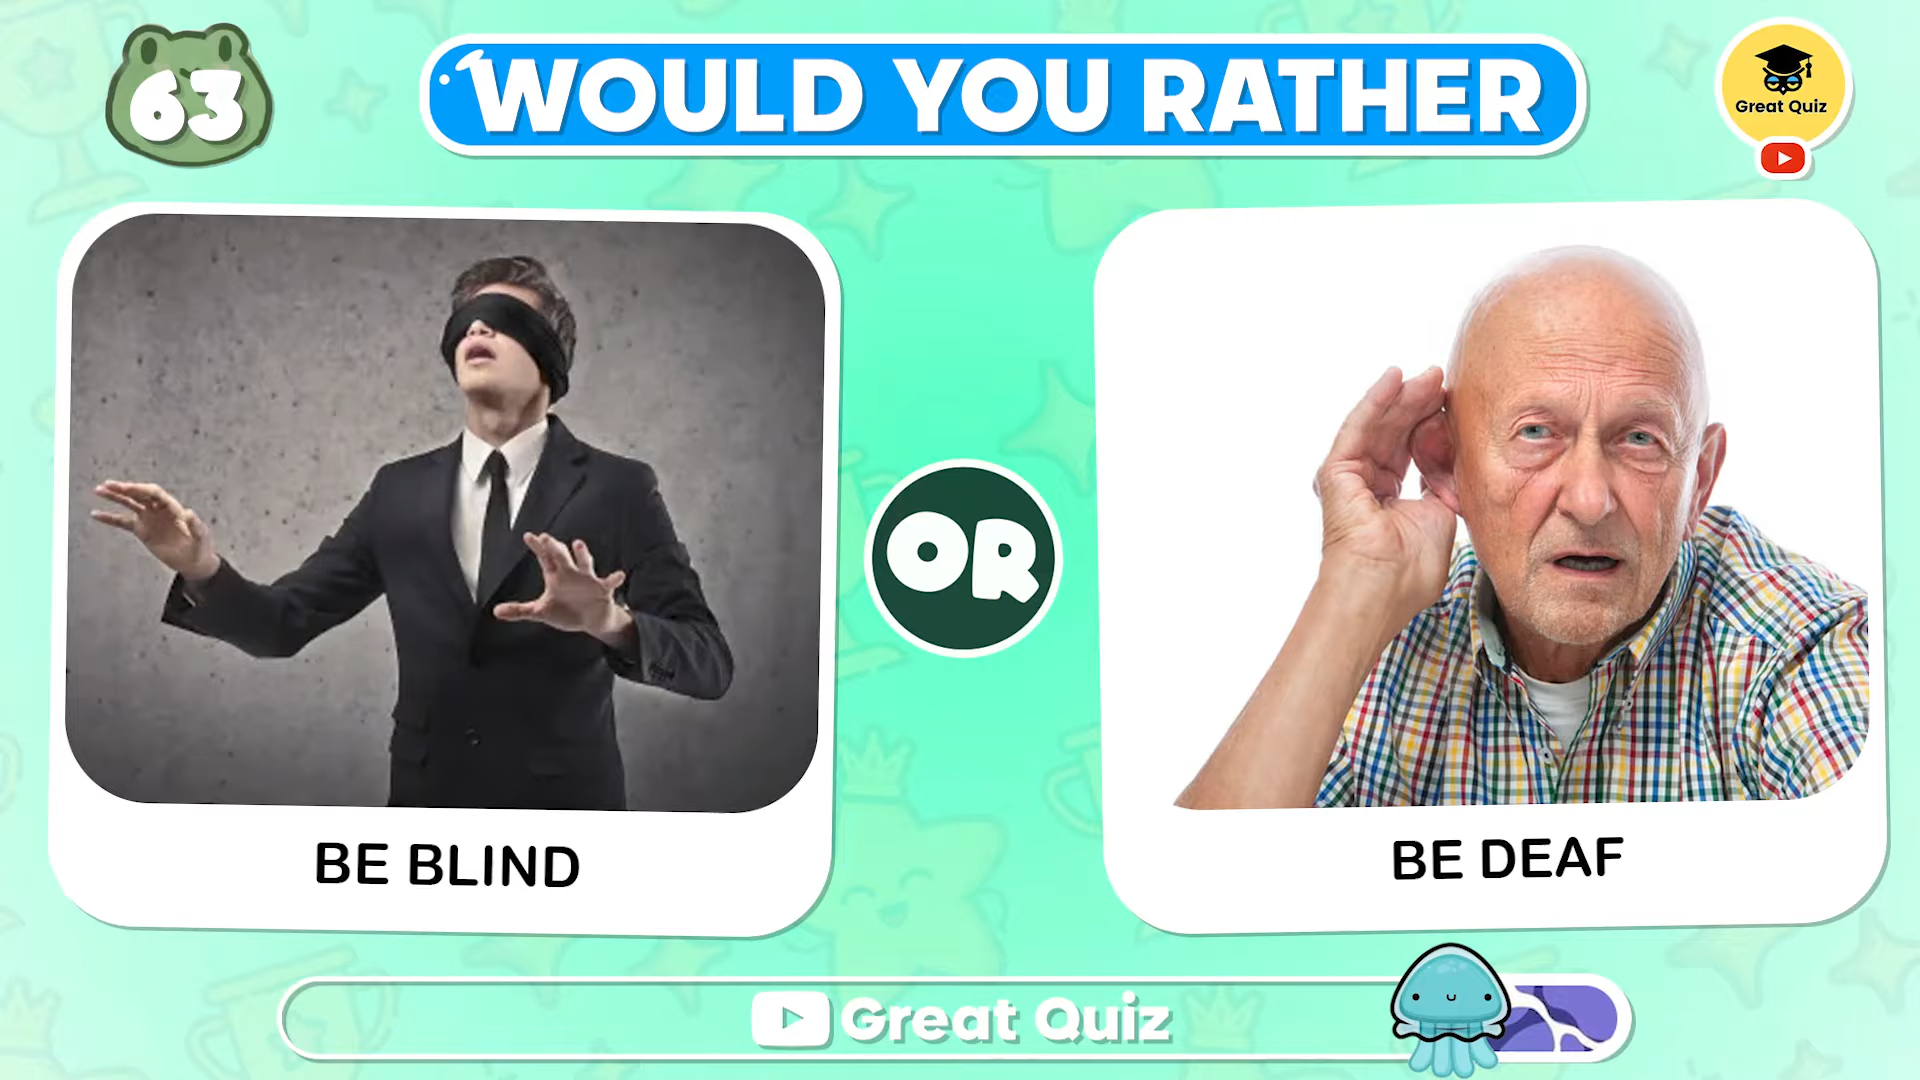 63
WOULD YOU RATHER
Great Quiz
OR
BE BLIND
BE DEAF
Great Quiz